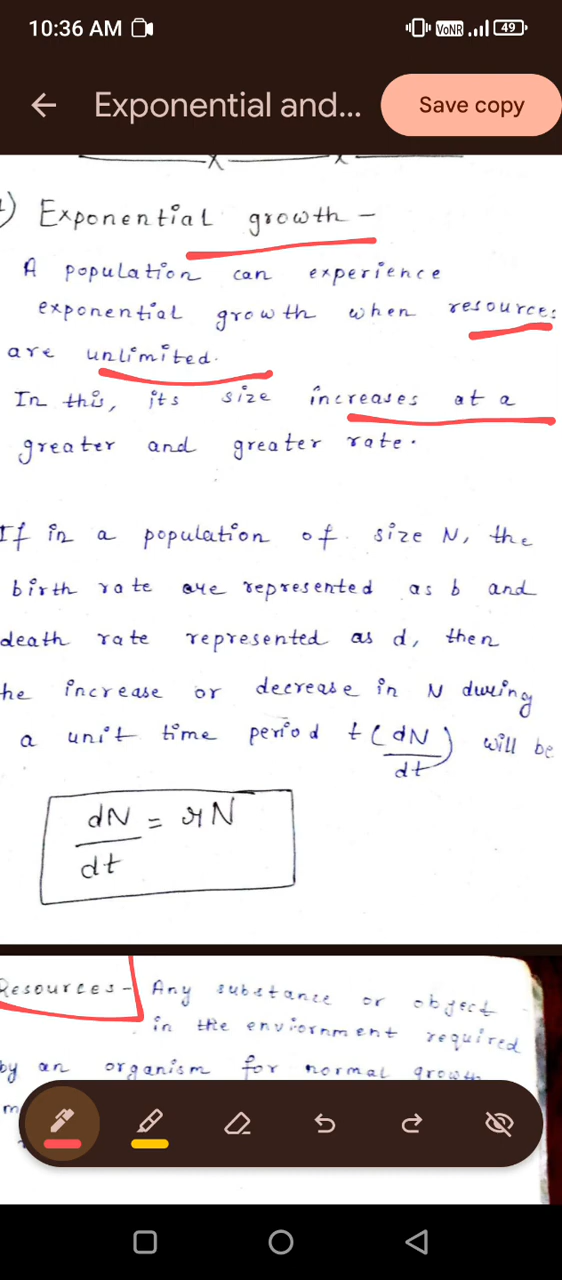 10:36 AM
VoNR 49
Exponential and...
Save copy
Exponential growth -
A population can experience
exponential growth when resources
are unlimited.
In this, its size increases at a
greater and greater rate.
If in a population of size N, the
birth rate are represented as b and
death rate represented as d, then
he increase or decrease in N during
a unit time period t (dN/dt) will be
dN/dt = rN
Resources - Any substance or object
in the enviornment required
by an organism for normal growth